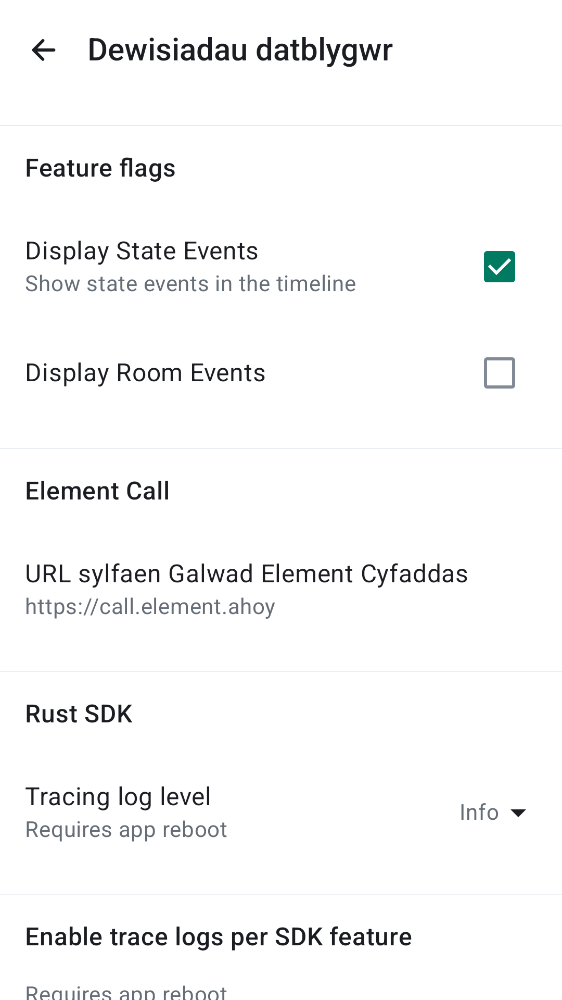 Dewisiadau datblygwr
Feature flags
Display State Events
Show state events in the timeline
Display Room Events
Element Call
URL sylfaen Galwad Element Cyfaddas
https://call.element.ahoy
Rust SDK
Tracing log level
Requires app reboot
Info
Enable trace logs per SDK feature
Requires app reboot